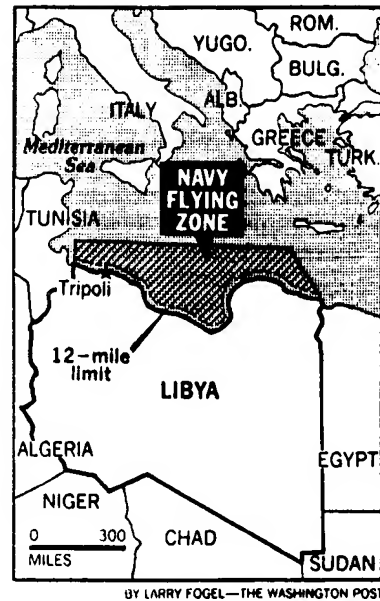 ROM.
YUGO.
BULG.
ITALY
ALB.
GREECE
Mediterranean
Sea
TURK.
NAVY
FLYING
ZONE
TUNISIA
Tripoli
12-mile
limit
LIBYA
ALGERIA
EGYPT
NIGER
CHAD
0 300
MILES
SUDAN
BY LARRY FOGEL—THE WASHINGTON POST